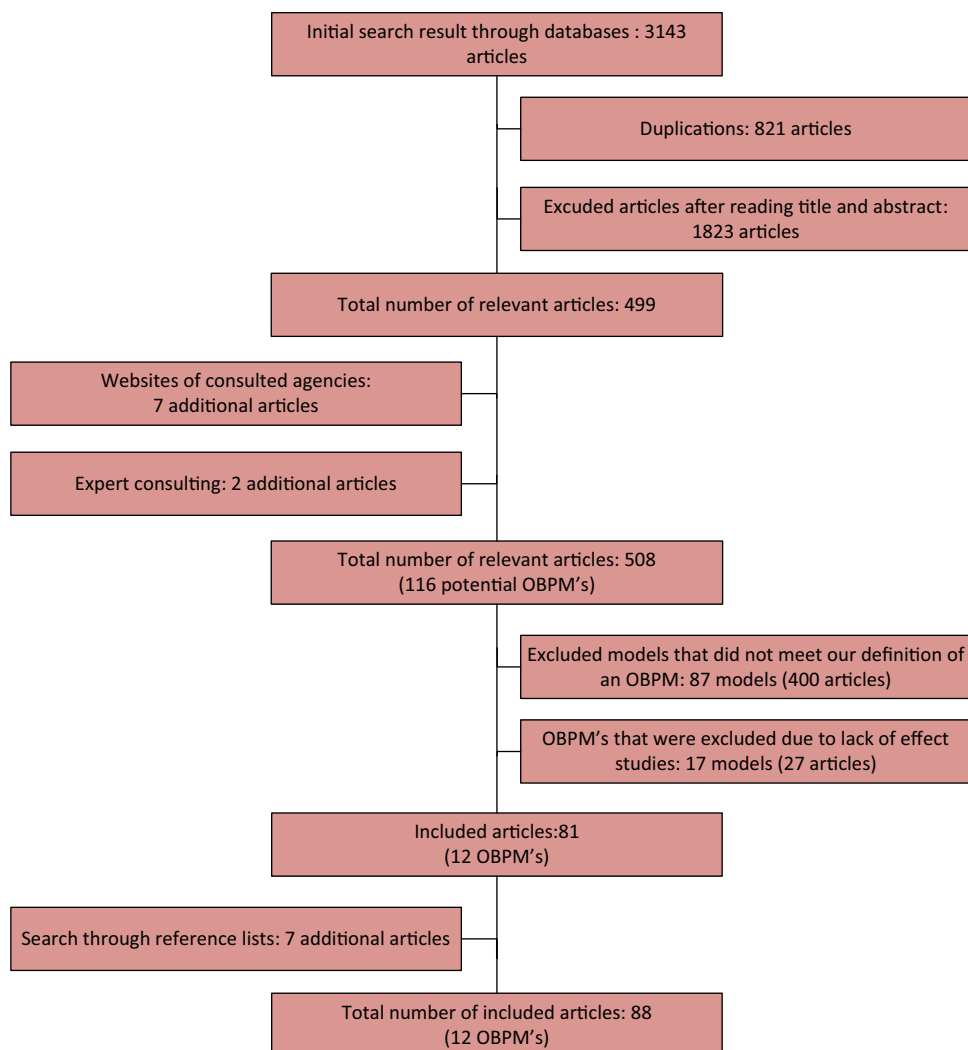 Initial search result through databases : 3143
articles
Duplications: 821 articles
Excuded articles after reading title and abstract:
1823 articles
Total number of relevant articles: 499
Websites of consulted agencies:
7 additional articles
Expert consulting: 2 additional articles
Total number of relevant articles: 508
(116 potential OBPM’s)
Excluded models that did not meet our definition of
an OBPM: 87 models (400 articles)
OBPM’s that were excluded due to lack of effect
studies: 17 models (27 articles)
Included articles:81
(12 OBPM’s)
Search through reference lists: 7 additional articles
Total number of included articles: 88
(12 OBPM’s)